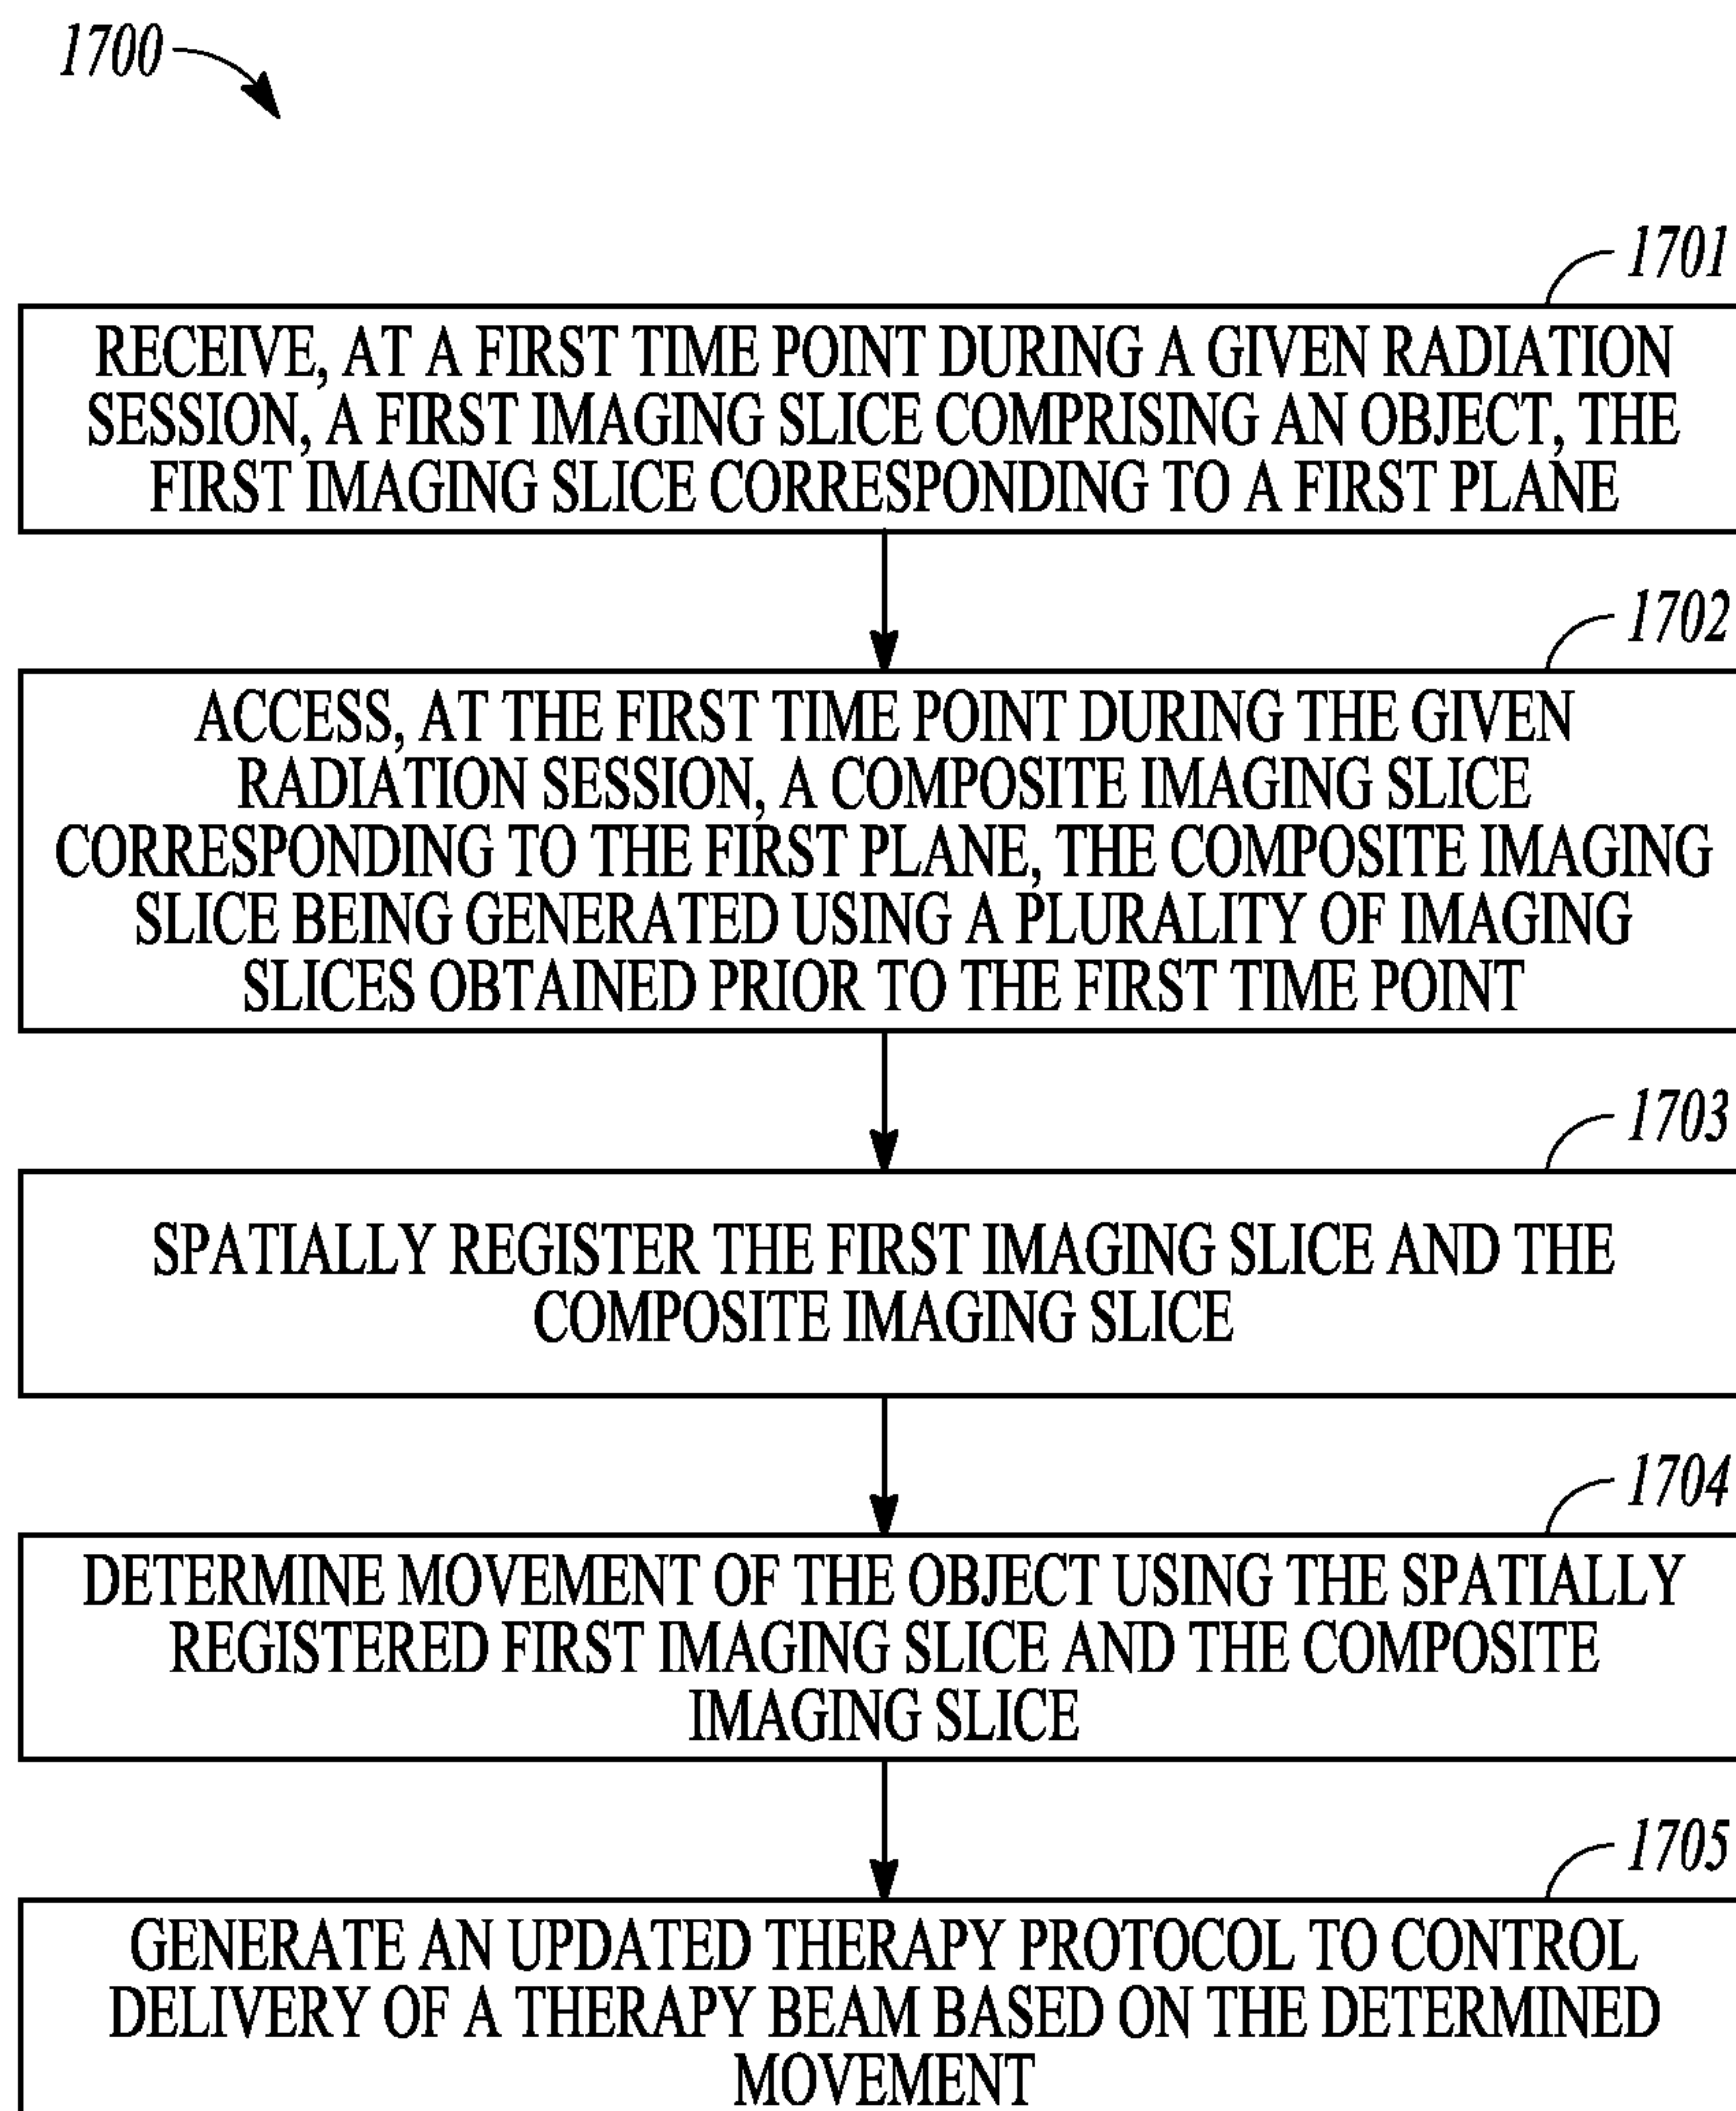 1700
1701
RECEIVE, AT A FIRST TIME POINT DURING A GIVEN RADIATION
SESSION, A FIRST IMAGING SLICE COMPRISING AN OBJECT, THE
FIRST IMAGING SLICE CORRESPONDING TO A FIRST PLANE
1702
ACCESS, AT THE FIRST TIME POINT DURING THE GIVEN
RADIATION SESSION, A COMPOSITE IMAGING SLICE
CORRESPONDING TO THE FIRST PLANE, THE COMPOSITE IMAGING
SLICE BEING GENERATED USING A PLURALITY OF IMAGING
SLICES OBTAINED PRIOR TO THE FIRST TIME POINT
1703
SPATIALLY REGISTER THE FIRST IMAGING SLICE AND THE
COMPOSITE IMAGING SLICE
1704
DETERMINE MOVEMENT OF THE OBJECT USING THE SPATIALLY
REGISTERED FIRST IMAGING SLICE AND THE COMPOSITE
IMAGING SLICE
1705
GENERATE AN UPDATED THERAPY PROTOCOL TO CONTROL
DELIVERY OF A THERAPY BEAM BASED ON THE DETERMINED
MOVEMENT